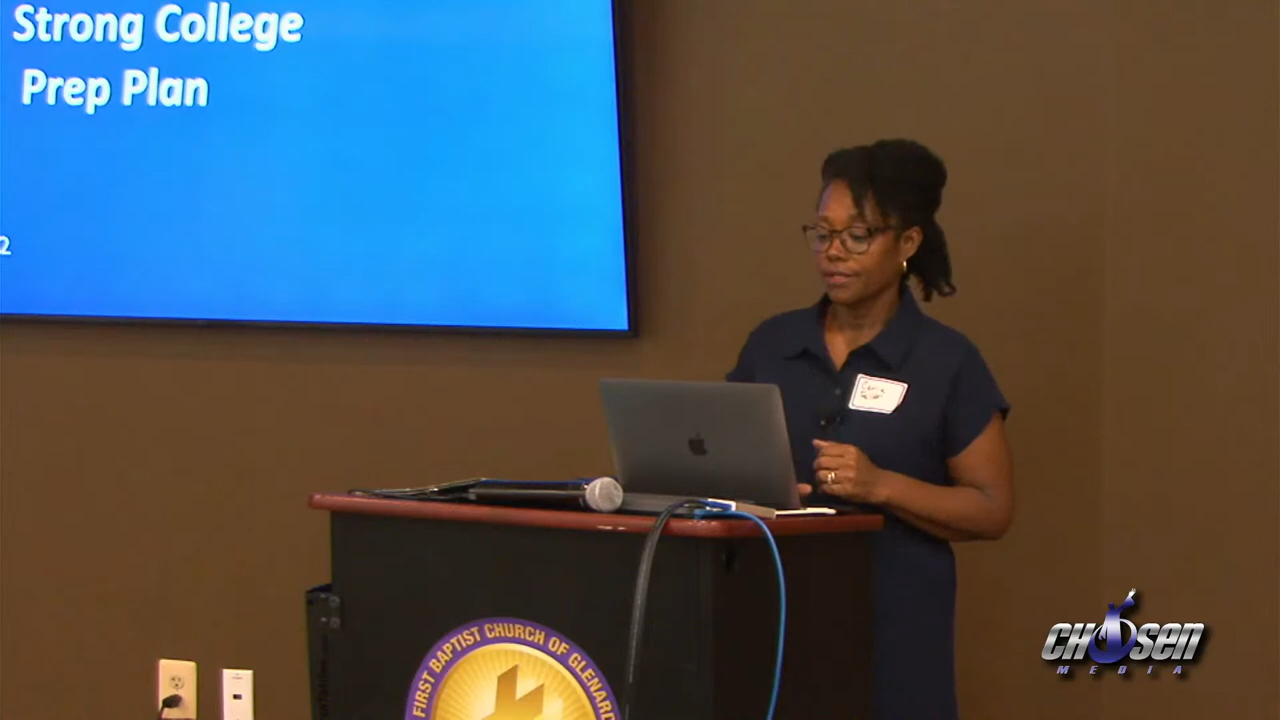 Strong College
Prep Plan
2
FIRST BAPTIST CHURCH OF GLENARD
CHOSEN
MEDIA